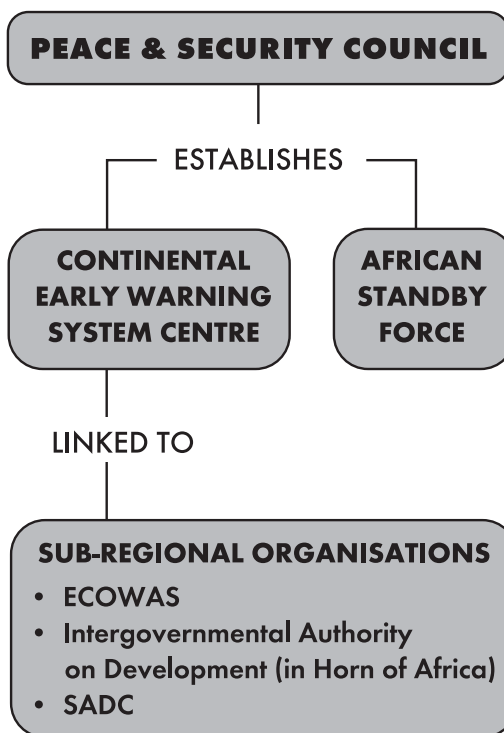 PEACE & SECURITY COUNCIL
ESTABLISHES
CONTINENTAL
EARLY WARNING
SYSTEM CENTRE
AFRICAN
STANDBY
FORCE
LINKED TO
SUB-REGIONAL ORGANISATIONS
• ECOWAS
• Intergovernmental Authority
on Development (in Horn of Africa)
• SADC